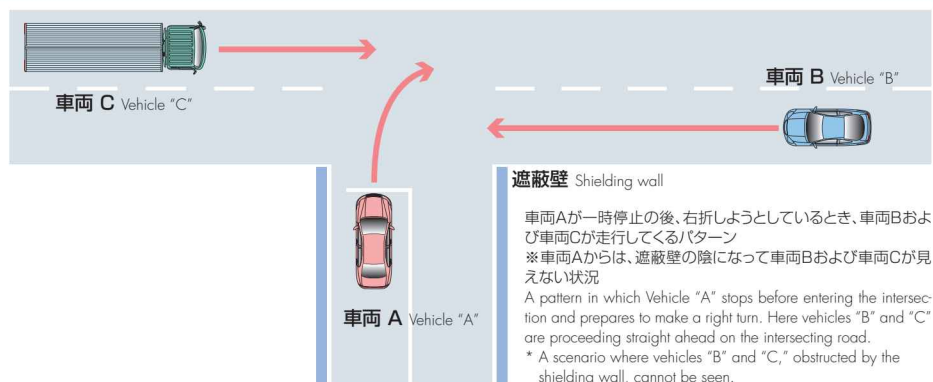 車両 B Vehicle “B”
車両 C Vehicle “C”
遮蔽壁 Shielding wall
車両Aが一時停止の後、右折しようとしているとき、車両Bおよ
び車両Cが走行してくるパターン
※車両Aからは、遮蔽壁の陰になって車両Bおよび車両Cが見
えない状況
A pattern in which Vehicle “A” stops before entering the intersec-
tion and prepares to make a right turn. Here vehicles “B” and “C”
are proceeding straight ahead on the intersecting road.
* A scenario where vehicles “B” and “C,” obstructed by the
shielding wall, cannot be seen.
車両 A Vehicle “A”